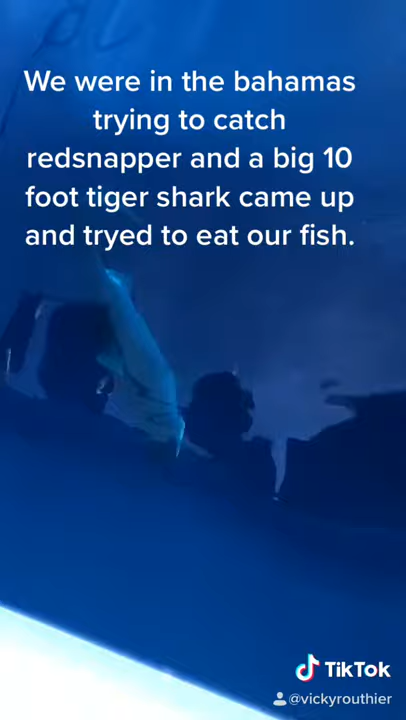 We were in the bahamas
trying to catch
redsnapper and a big 10
foot tiger shark came up
and tryed to eat our fish.
TikTok
@vickyrouthier